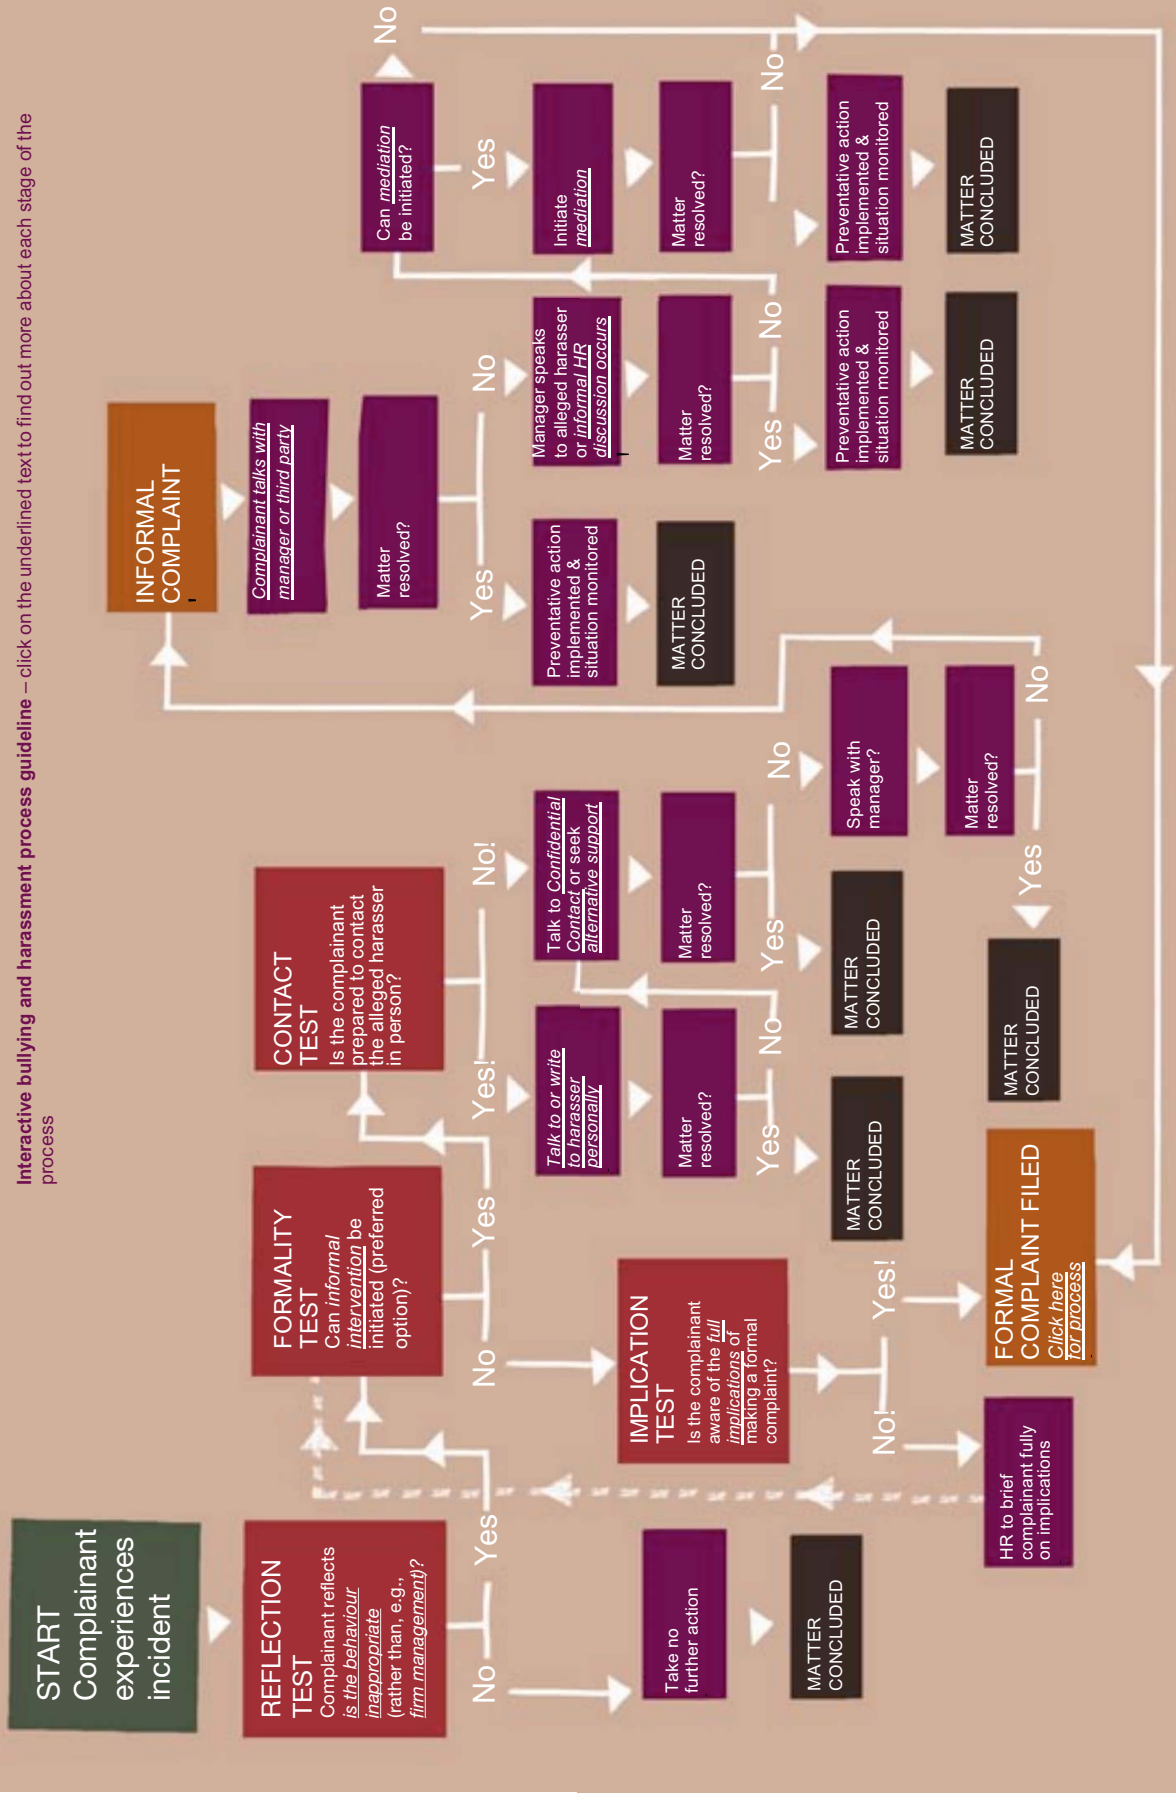 Interactive bullying and harassment process guideline – click on the underlined text to find out more about each stage of the
process
START
Complainant
experiences
incident
REFLECTION
TEST
Complainant reflects
is the behaviour
inappropriate
(rather than, e.g.,
firm management)?
No
Yes
Take no
further action
MATTER
CONCLUDED
FORMALITY
TEST
Can informal
intervention be
initiated (preferred
option)?
No
Yes
IMPLICATION
TEST
Is the complainant
aware of the full
implications of
making a formal
complaint?
No!
Yes!
HR to brief
complainant fully
on implications
FORMAL
COMPLAINT FILED
Click here
for process
CONTACT
TEST
Is the complainant
prepared to contact
the alleged harasser
in person?
Yes!
No!
Talk to or write
to harasser
personally
Matter
resolved?
Yes
No
MATTER
CONCLUDED
Talk to Confidential
Contact or seek
alternative support
Matter
resolved?
Yes
No
MATTER
CONCLUDED
Speak with
manager?
Matter
resolved?
Yes
No
MATTER
CONCLUDED
INFORMAL
COMPLAINT
Complainant talks with
manager or third party
Matter
resolved?
Yes
No
Preventative action
implemented &
situation monitored
MATTER
CONCLUDED
Manager speaks
to alleged harasser
or informal HR
discussion occurs
Matter
resolved?
Yes
No
Preventative action
implemented &
situation monitored
MATTER
CONCLUDED
Can mediation
be initiated?
No
Yes
Initiate
mediation
Matter
resolved?
No
Preventative action
implemented &
situation monitored
MATTER
CONCLUDED